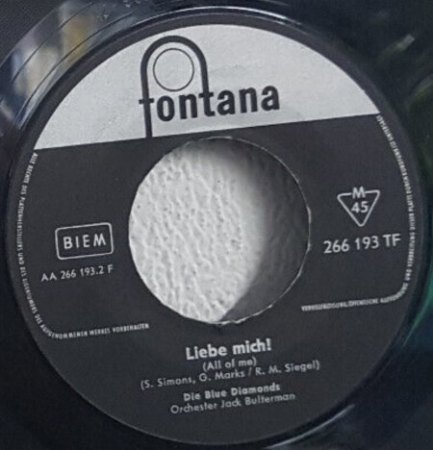 fontana
BIEM
M
45
AA 266 193.2 F
266 193 TF
Liebe mich!
(All of me)
(S. Simons, G. Marks / R. M. Siegel)
Die Blue Diamonds
Orchester Jack Bulterman